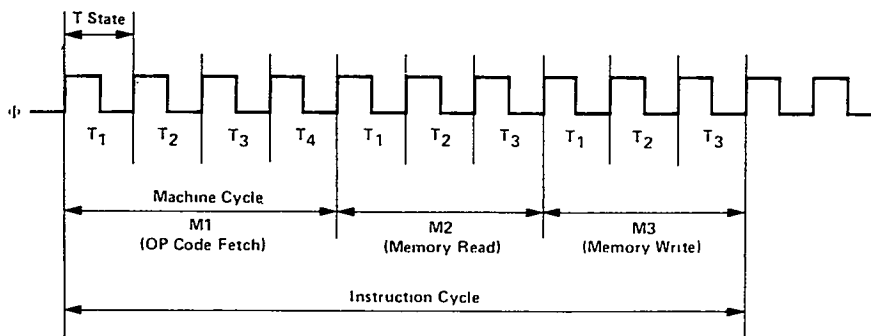 T State
Φ
T1 T2 T3 T4 T1 T2 T3 T1 T2 T3
Machine Cycle
M1
(OP Code Fetch)
M2
(Memory Read)
M3
(Memory Write)
Instruction Cycle